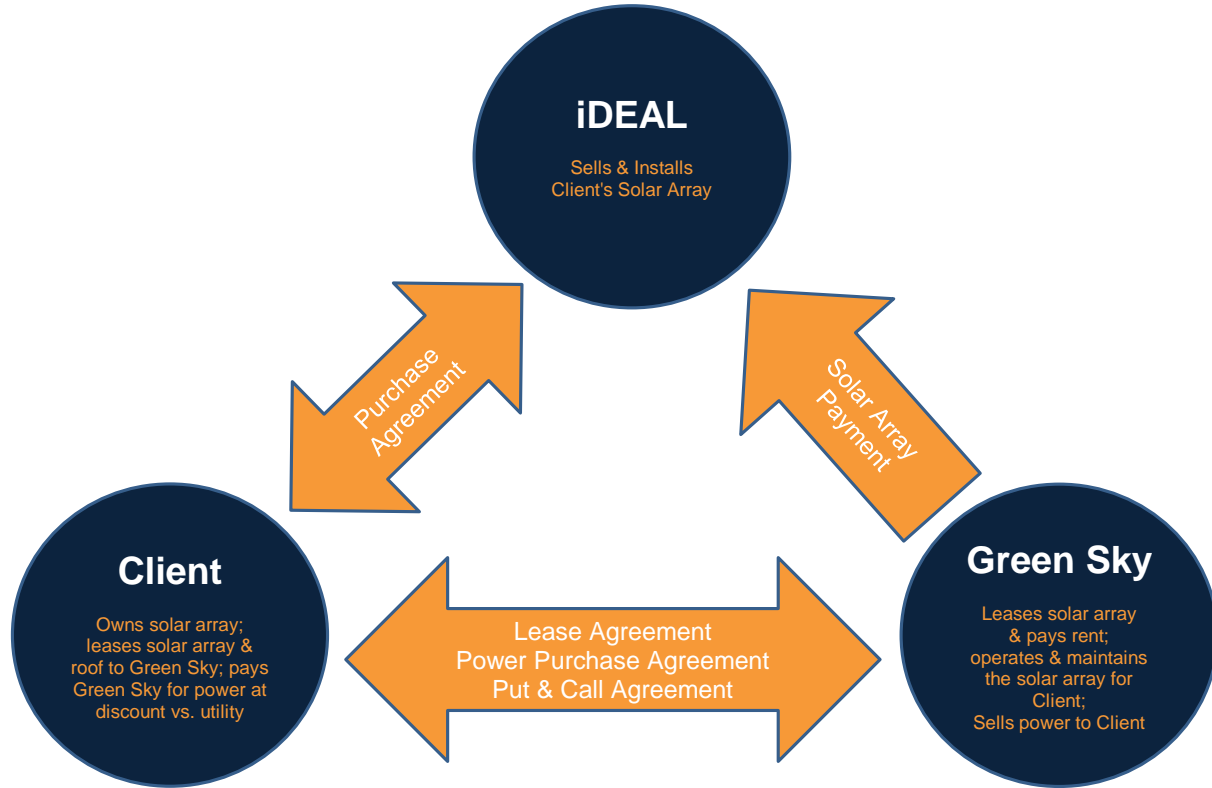 iDEAL
Sells & Installs
Client's Solar Array
Purchase
Agreement
Solar Array
Payment
Client
Owns solar array;
leases solar array &
roof to Green Sky; pays
Green Sky for power at
discount vs. utility
Lease Agreement
Power Purchase Agreement
Put & Call Agreement
Green Sky
Leases solar array
& pays rent;
operates & maintains
the solar array for
Client;
Sells power to Client